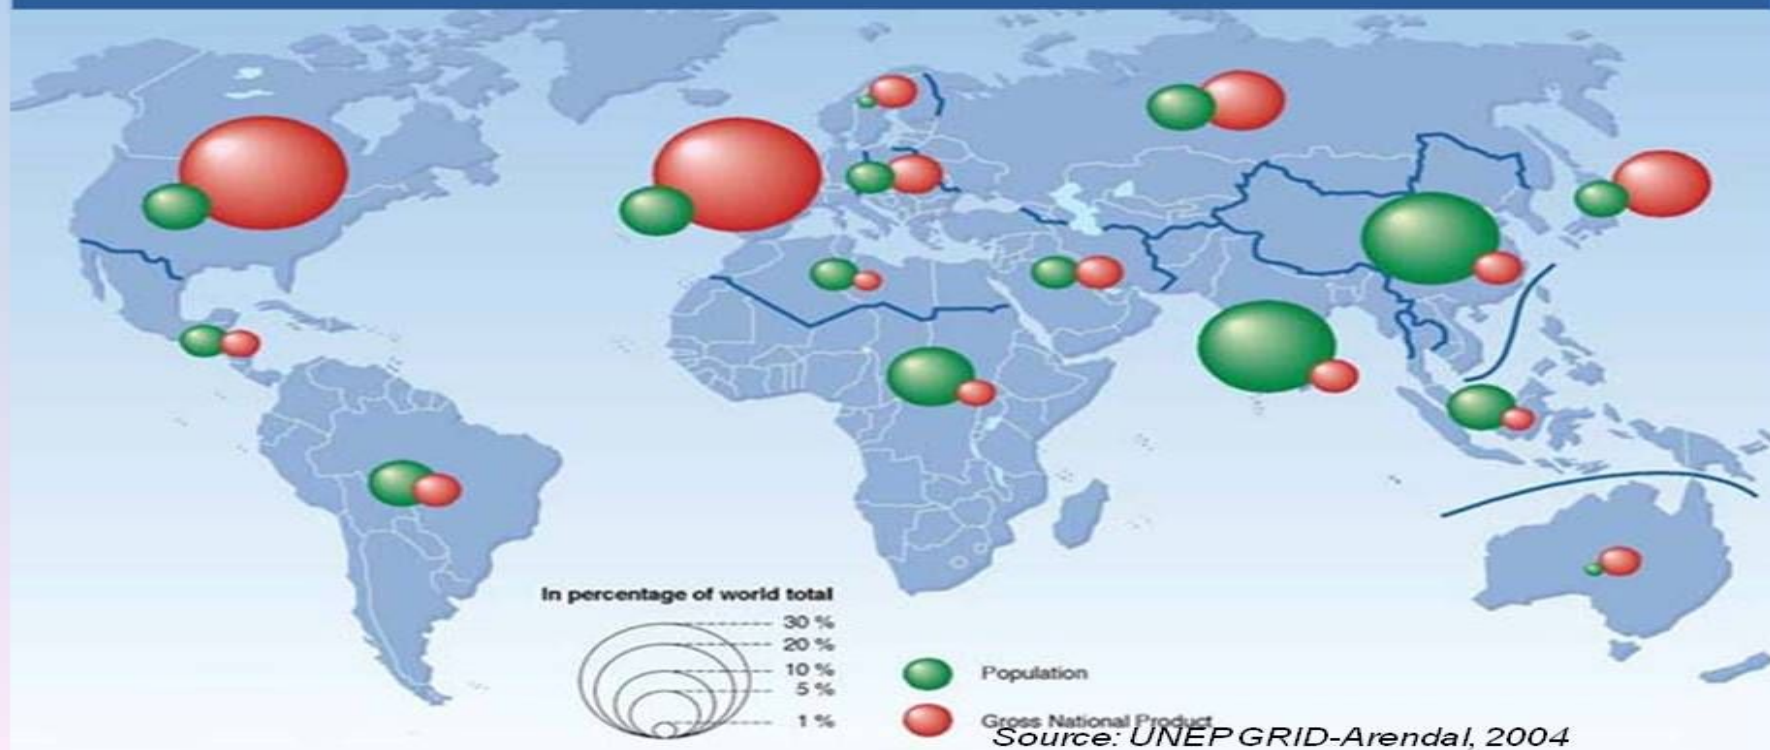 In percentage of world total
30 %
20 %
10 %
5 %
1 %
Population
Gross National Product
Source: UNEP GRID-Arendal, 2004